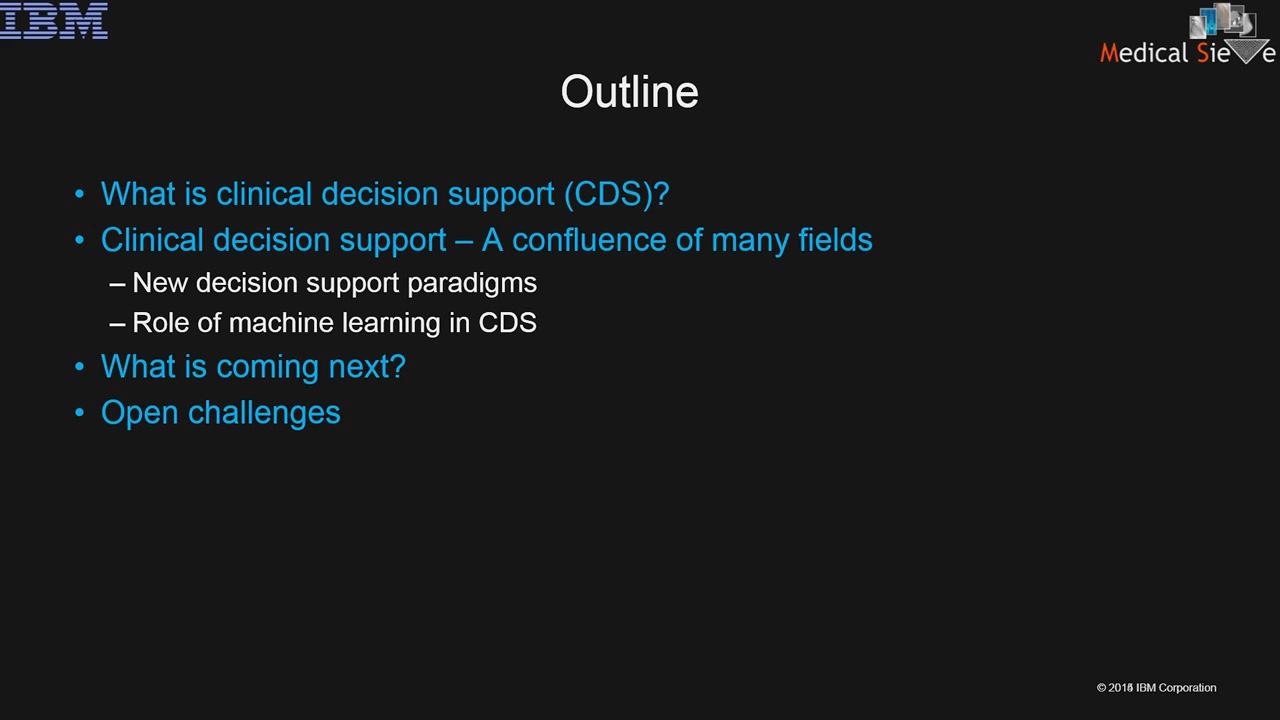 IBM
Medical Sieve
Outline
• What is clinical decision support (CDS)?
• Clinical decision support – A confluence of many fields
– New decision support paradigms
– Role of machine learning in CDS
• What is coming next?
• Open challenges
© IBM Corporation